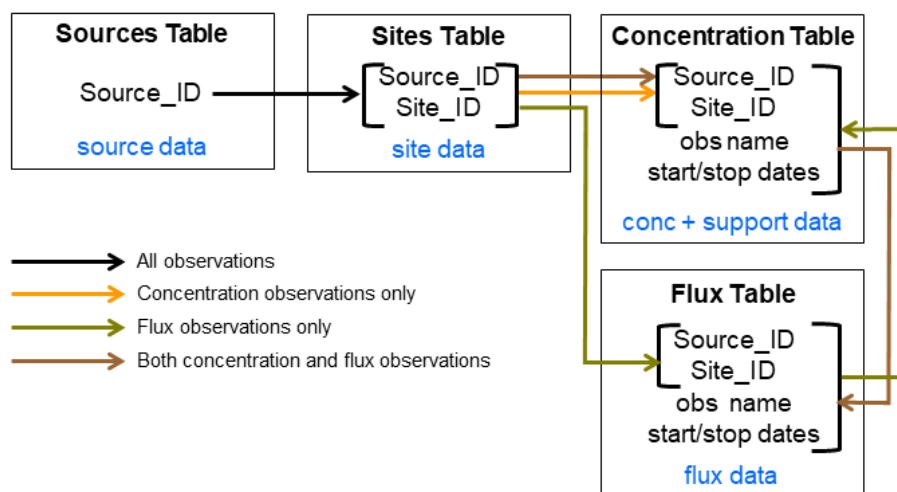 Sources Table
Source_ID
source data
Sites Table
Source_ID
Site_ID
site data
Concentration Table
Source_ID
Site_ID
obs name
start/stop dates
conc + support data
All observations
Concentration observations only
Flux observations only
Both concentration and flux observations
Flux Table
Source_ID
Site_ID
obs name
start/stop dates
flux data